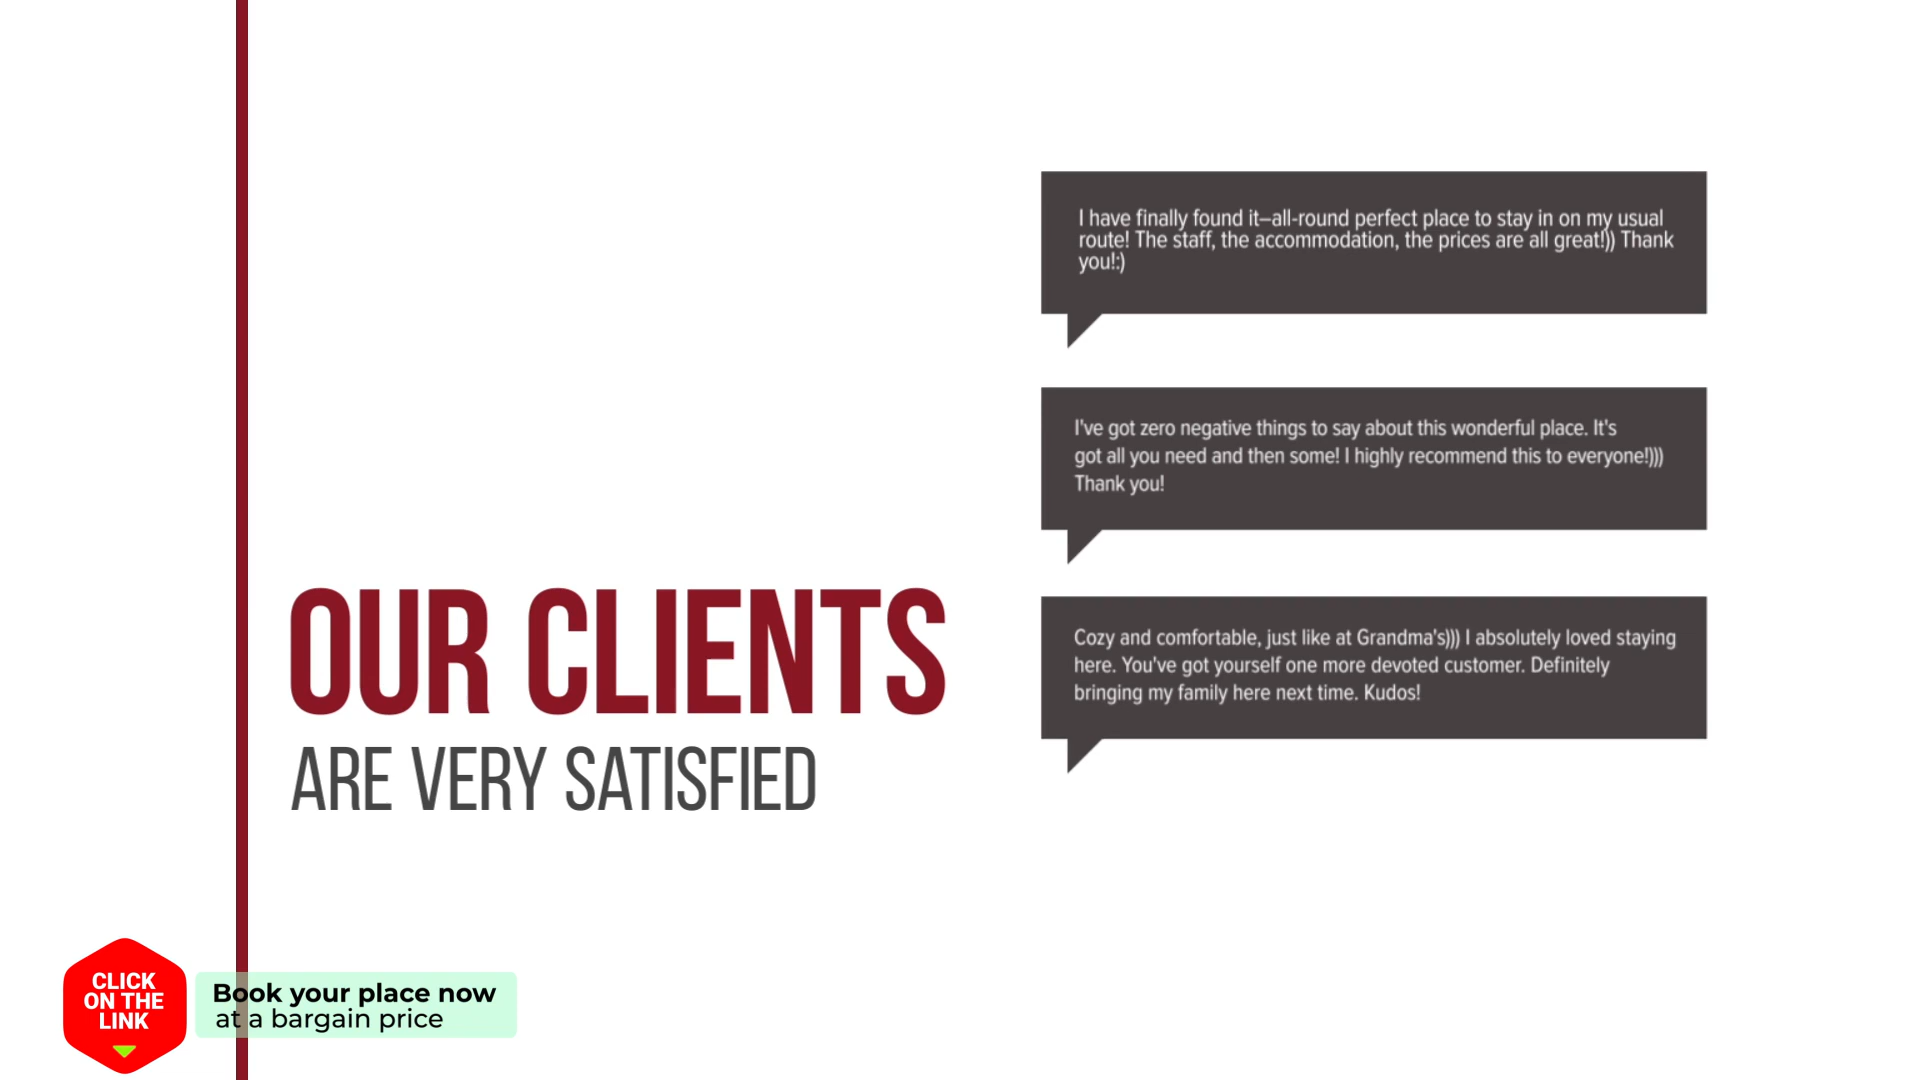 I have finally found it–all-round perfect place to stay in on my usual
route! The staff, the accommodation, the prices are all great!)) Thank
you!:)
I've got zero negative things to say about this wonderful place. It's
got all you need and then some! I highly recommend this to everyone!)))
Thank you!
OUR CLIENTS
ARE VERY SATISFIED
Cozy and comfortable, just like at Grandma's))) I absolutely loved staying
here. You've got yourself one more devoted customer. Definitely
bringing my family here next time. Kudos!
CLICK
ON THE
LINK
Book your place now
at a bargain price